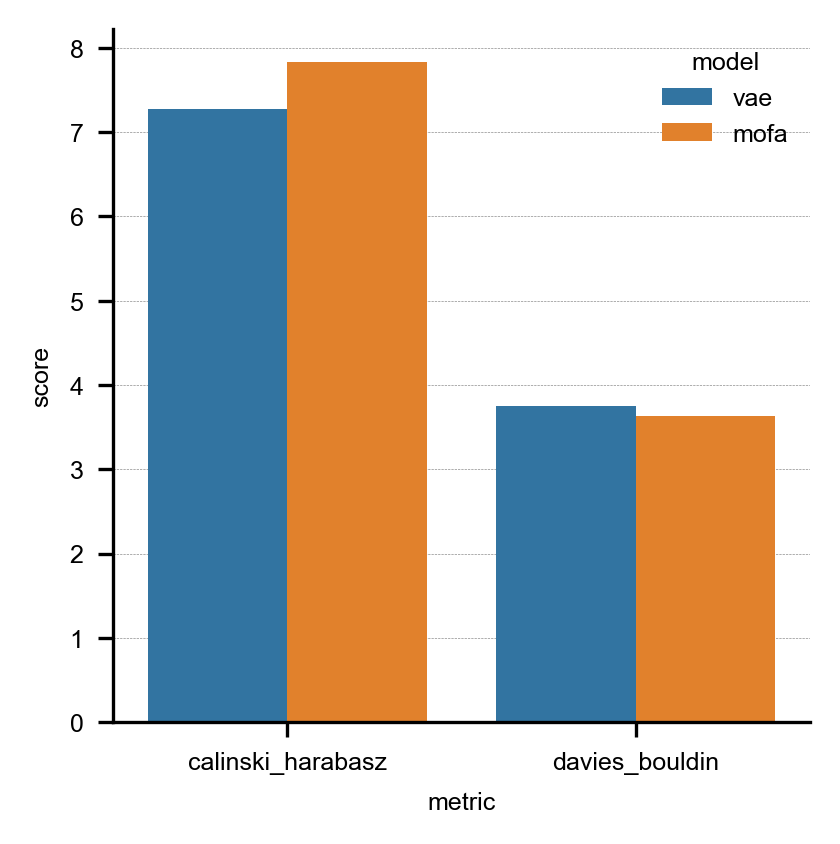 8
7
6
5
4
3
2
1
0
score
model
vae
mofa
calinski_harabasz
davies_bouldin
metric